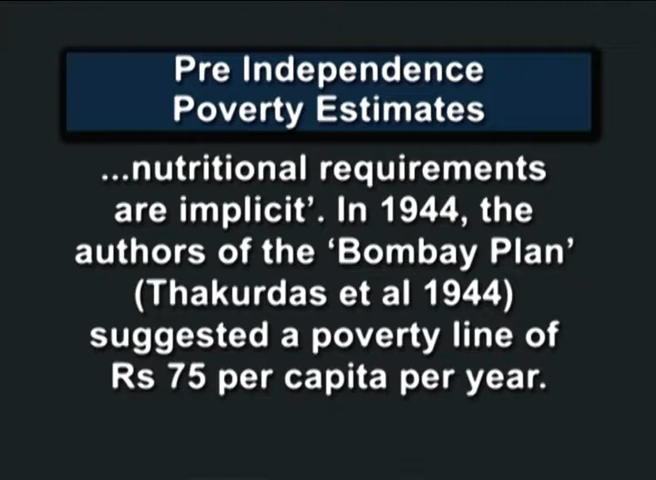 Pre Independence
Poverty Estimates
...nutritional requirements
are implicit’. In 1944, the
authors of the ‘Bombay Plan’
(Thakurdas et al 1944)
suggested a poverty line of
Rs 75 per capita per year.